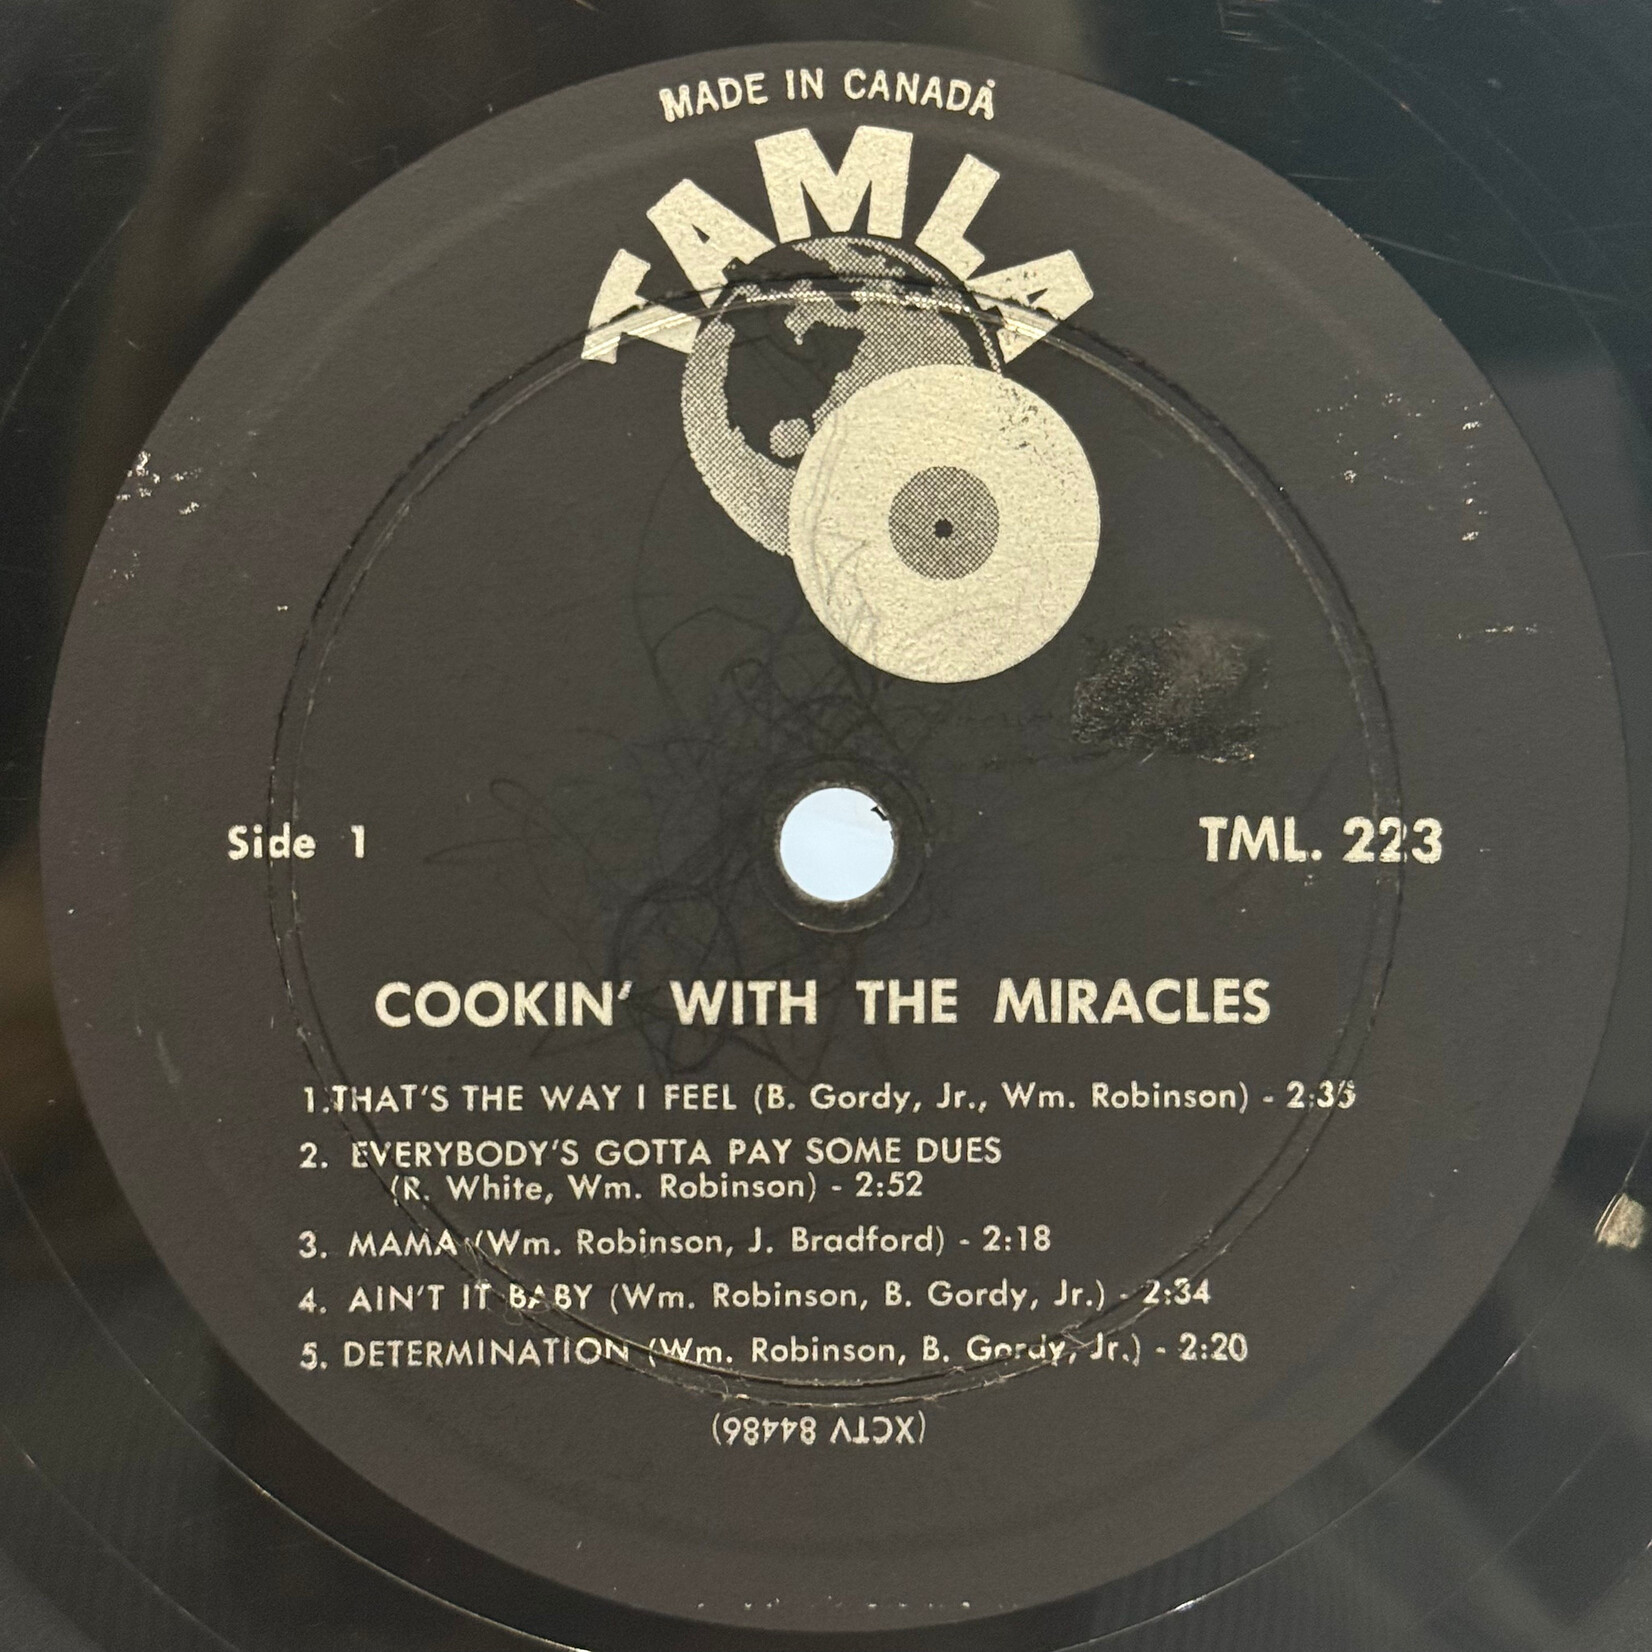 MADE IN CANADA
TAMLA
Side 1
TML. 223
COOKIN' WITH THE MIRACLES
1.THAT'S THE WAY I FEEL (B. Gordy, Jr., Wm. Robinson) -
2. EVERYBODY'S GOTTA PAY SOME DUES
(R. White, Wm. Robinson) - 2:52
3. MAMA (Wm. Robinson, J. Bradford) - 2:18
4. AIN'T IT BABY (Wm. Robinson, B. Gordy, Jr.) - 2:34
5. DETERMINATION (Wm. Robinson, B. Gordy, Jr.) - 2:20
(XCTV 84486)